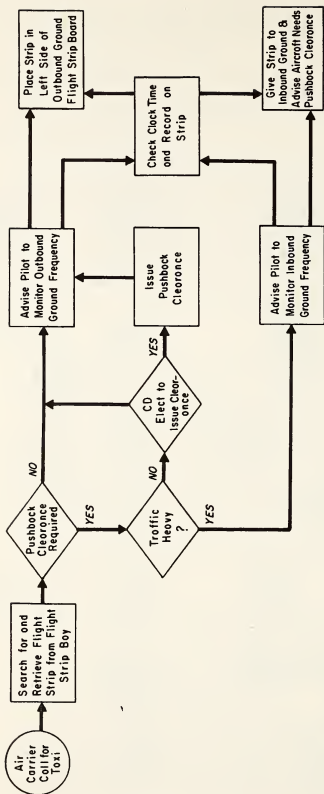 Air
Carrier
Call for
Taxi
Search for and
Retrieve Flight
Strip from Flight
Strip Bay
Pushback
Clearance
Required
NO
YES
Traffic
Heavy
?
NO
YES
CD
Elect to
Issue Clear-
ance
YES
Issue
Pushback
Clearance
Advise Pilot to
Monitor Outbound
Ground Frequency
Advise Pilot to
Monitor Inbound
Ground Frequency
Check Clock Time
and Record on
Strip
Place Strip in
Left Side of
Outbound Ground
Flight Strip Board
Give Strip to
Inbound Ground &
Advise Aircraft Needs
Pushback Clearance